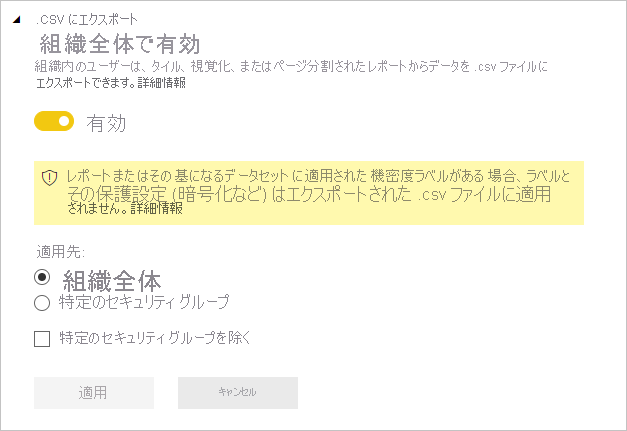 .CSV にエクスポート
組織全体で有効
組織内のユーザーは、タイル、視覚化、またはページ分割されたレポートからデータを .csv ファイルに
エクスポートできます。詳細情報
有効
レポートまたはその基になるデータセットに適用された機密度ラベルがある場合、ラベルと
その保護設定 (暗号化など) はエクスポートされた .csv ファイルに適用
されません。詳細情報
適用先:
組織全体
特定のセキュリティ グループ
特定のセキュリティ グループを除く
適用
キャンセル